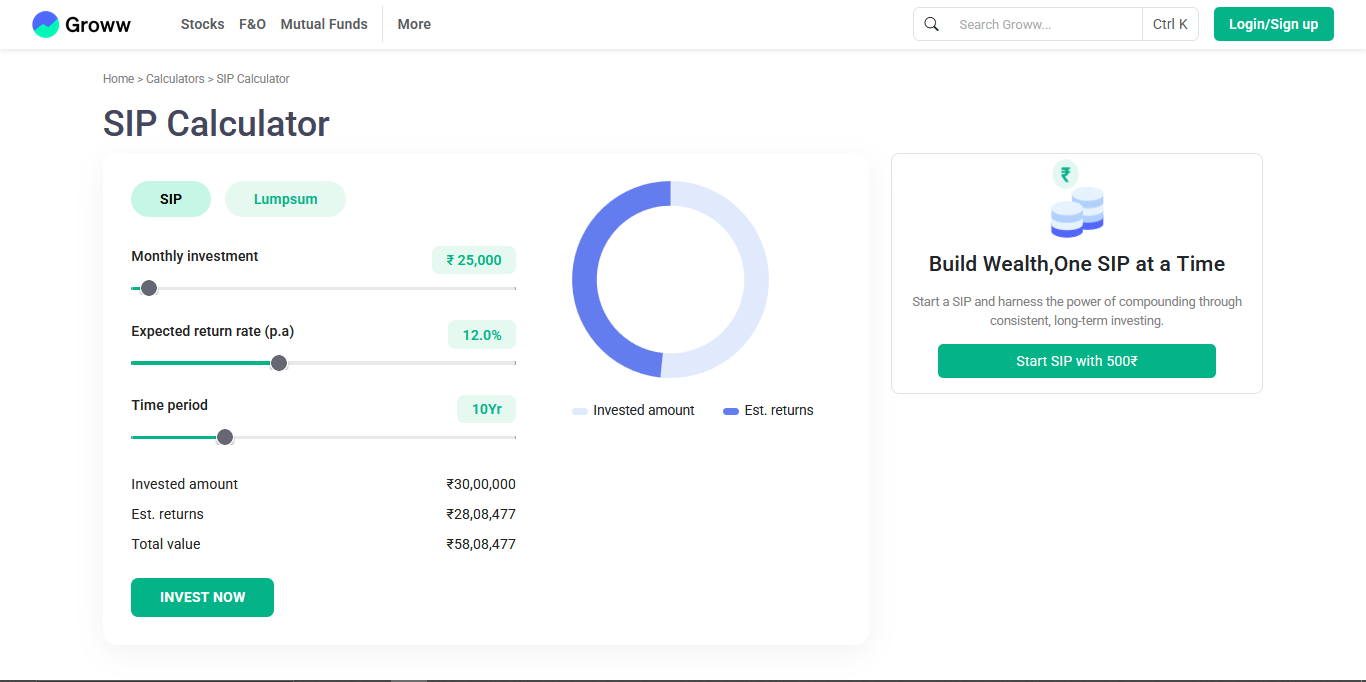 Groww
Stocks F&O Mutual Funds More
Search Groww... Ctrl K
Login/Sign up
Home > Calculators > SIP Calculator
SIP Calculator
SIP Lumpsum
Monthly investment ₹ 25,000
Expected return rate (p.a) 12.0%
Time period 10Yr
Invested amount ₹30,00,000
Est. returns ₹28,08,477
Total value ₹58,08,477
INVEST NOW
Invested amount Est. returns
₹
Build Wealth,One SIP at a Time
Start a SIP and harness the power of compounding through
consistent, long-term investing.
Start SIP with 500₹